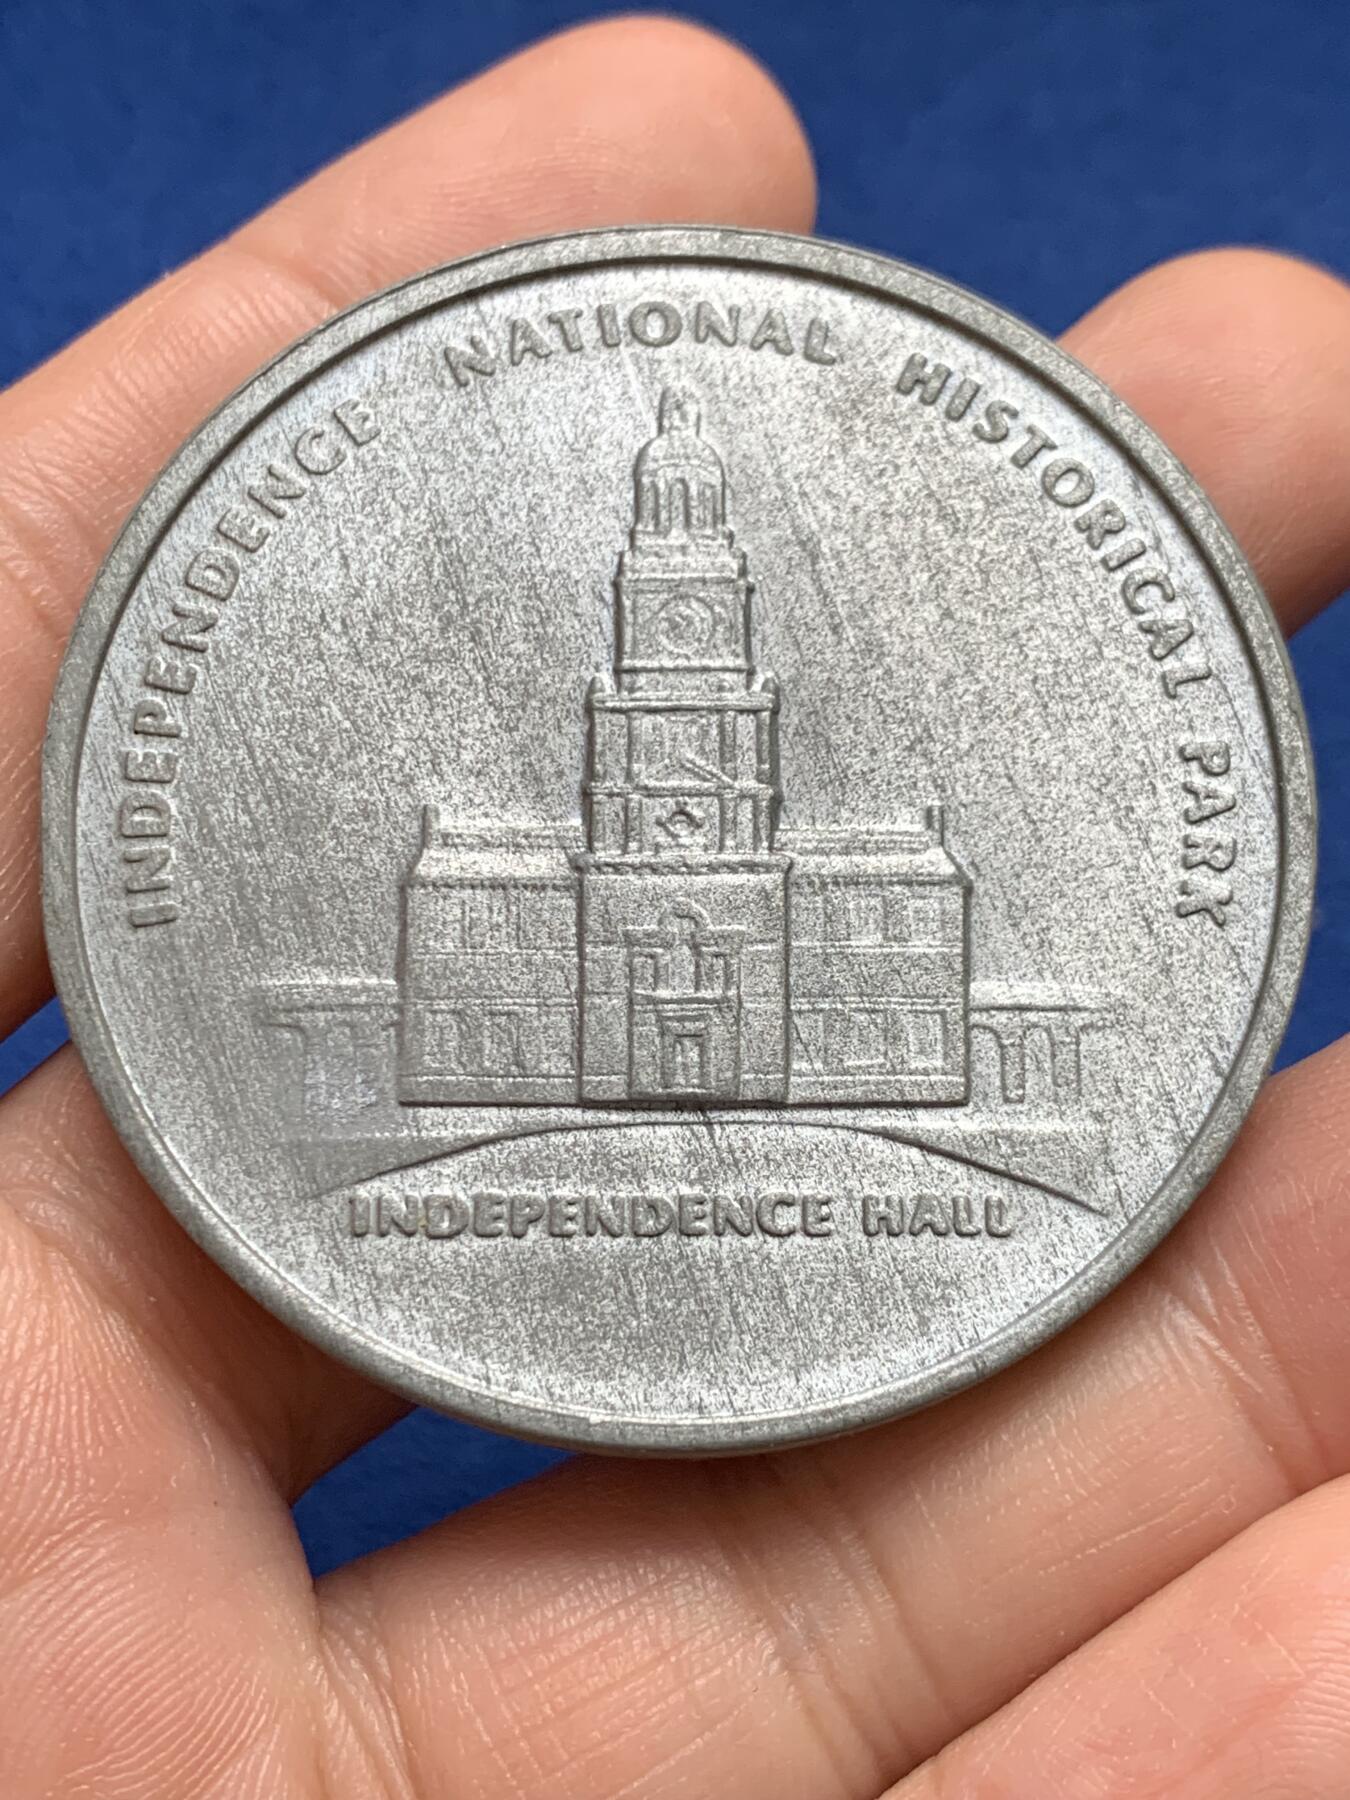 INDEPENDENCE NATIONAL HISTORICAL PARK
INDEPENDENCE HALL